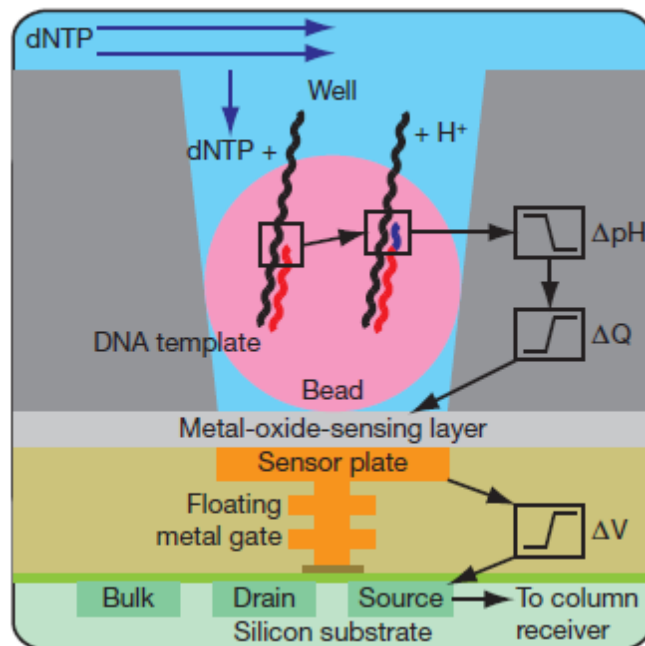 dNTP
Well
dNTP +
+ H⁺
ΔpH
DNA template
ΔQ
Bead
Metal-oxide-sensing layer
Sensor plate
Floating
metal gate
ΔV
Bulk
Drain
Source
To column
receiver
Silicon substrate